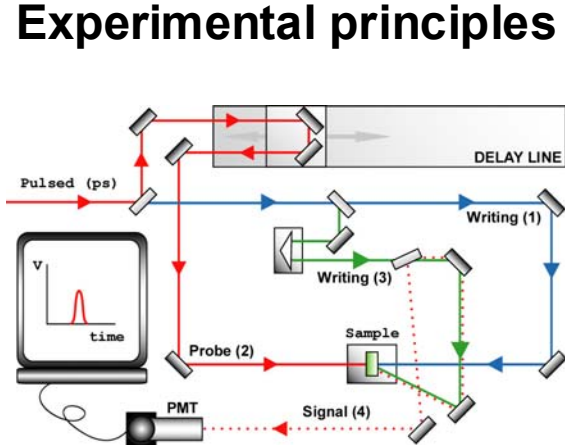 Experimental principles
DELAY LINE
Pulsed (ps)
Writing (1)
Writing (3)
V
time
Sample
Probe (2)
PMT
Signal (4)